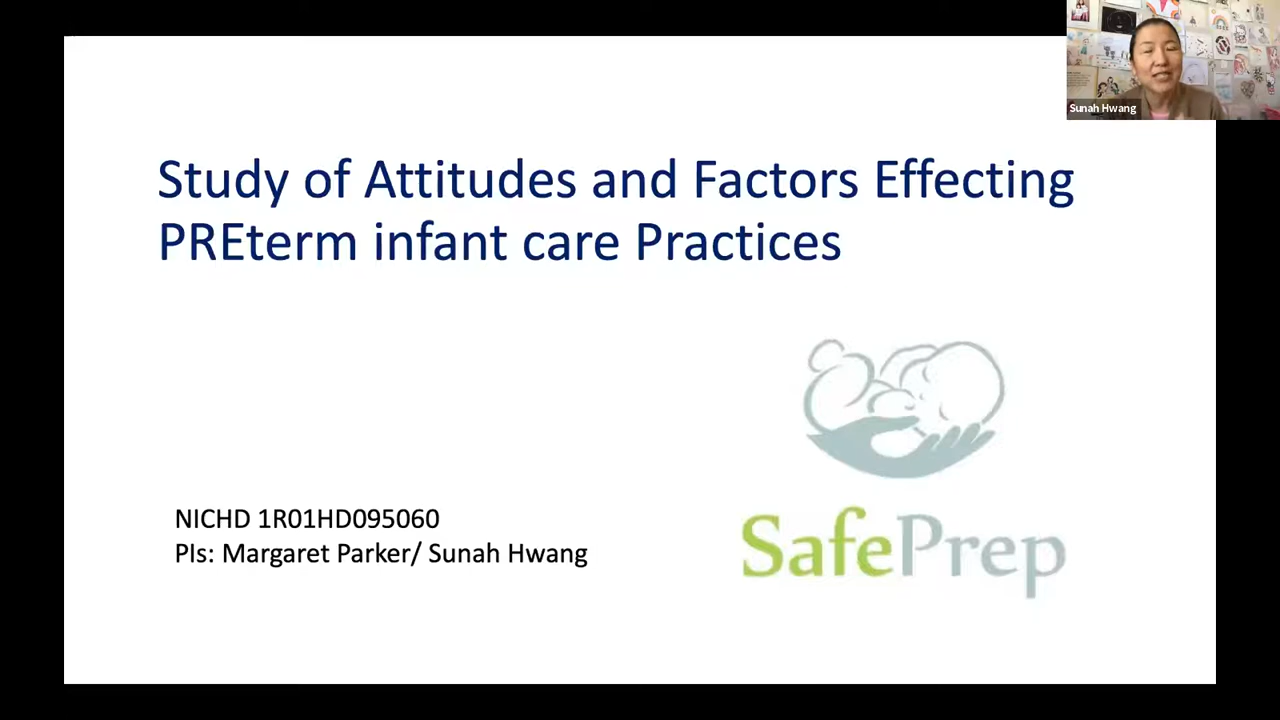 Sunah Hwang
Study of Attitudes and Factors Effecting
PREterm infant care Practices
NICHD 1R01HD095060
PIs: Margaret Parker/ Sunah Hwang
SafePrep